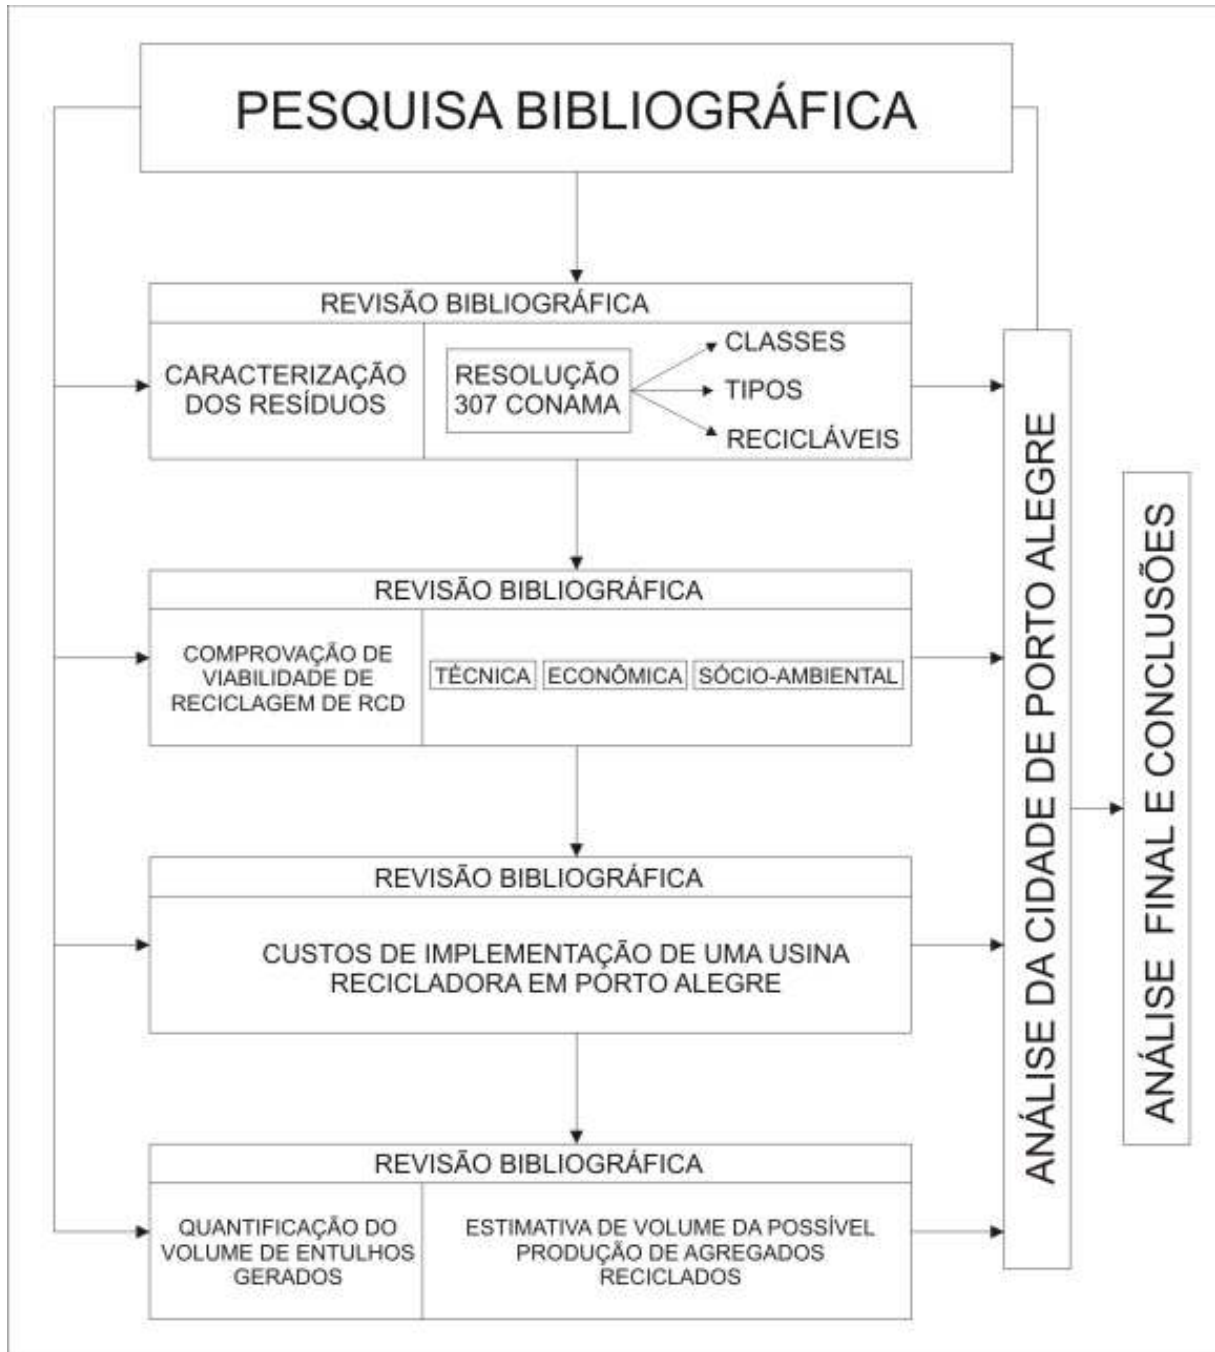 PESQUISA BIBLIOGRÁFICA
REVISÃO BIBLIOGRÁFICA
CARACTERIZAÇÃO
DOS RESÍDUOS
RESOLUÇÃO
307 CONAMA
CLASSES
TIPOS
RECICLÁVEIS
REVISÃO BIBLIOGRÁFICA
COMPROVAÇÃO DE
VIABILIDADE DE
RECICLAGEM DE RCD
TÉCNICA
ECONÔMICA
SÓCIO-AMBIENTAL
REVISÃO BIBLIOGRÁFICA
CUSTOS DE IMPLEMENTAÇÃO DE UMA USINA
RECICLADORA EM PORTO ALEGRE
REVISÃO BIBLIOGRÁFICA
QUANTIFICAÇÃO DO
VOLUME DE ENTULHOS
GERADOS
ESTIMATIVA DE VOLUME DA POSSÍVEL
PRODUÇÃO DE AGREGADOS
RECICLADOS
ANÁLISE DA CIDADE DE PORTO ALEGRE
ANÁLISE FINAL E CONCLUSÕES